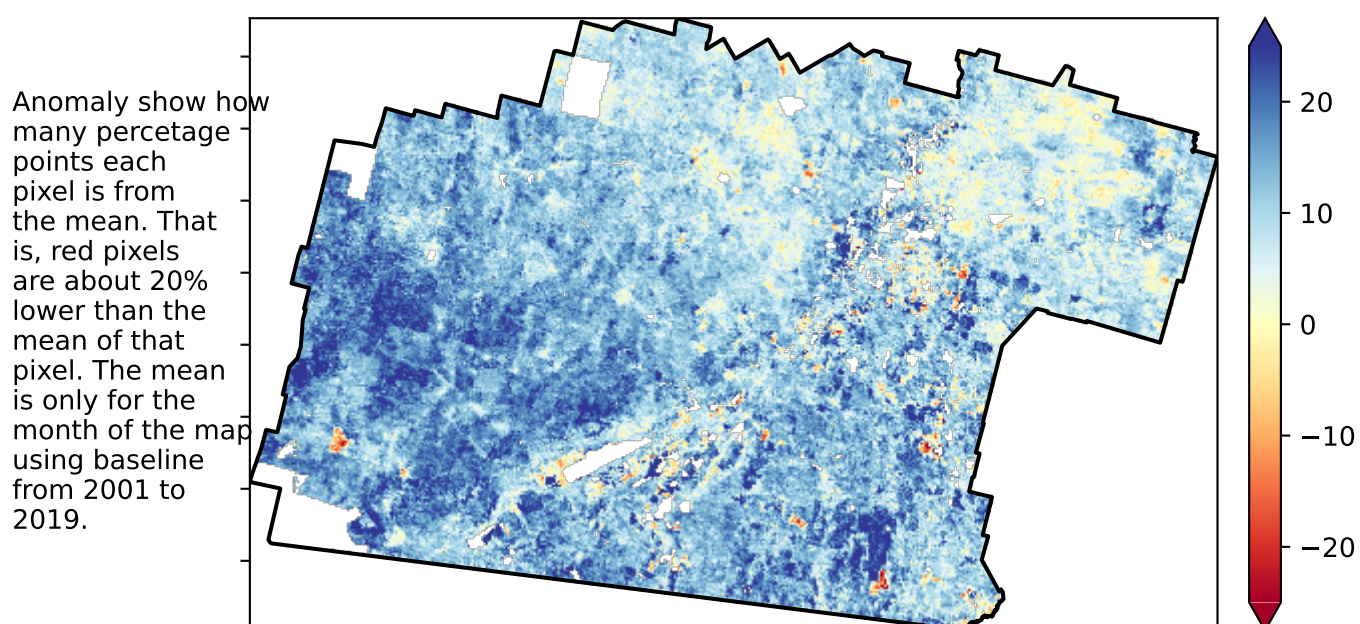 Anomaly show how
many percetage
points each
pixel is from
the mean. That
is, red pixels
are about 20%
lower than the
mean of that
pixel. The mean
is only for the
month of the map
using baseline
from 2001 to
2019.
20
10
0
−10
−20